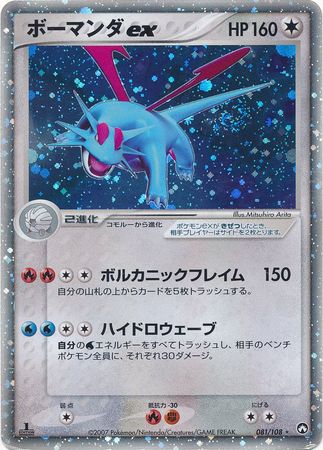 ボーマンダex HP160
Illus.Mitsuhiro Arita
2進化 コモルーから進化
ポケモンexがきぜつしたとき、
相手プレイヤーはサイドを2枚とります。
ボルカニックフレイム 150
自分の山札の上からカードを5枚トラッシュする。
ハイドロウェーブ
自分のエネルギーをすべてトラッシュし、相手のベンチ
ポケモン全員に、それぞれ30ダメージ。
弱点 抵抗力 -30 にげる
1 EDITION
©2007 Pokémon/Nintendo/Creatures/GAME FREAK.
081/108